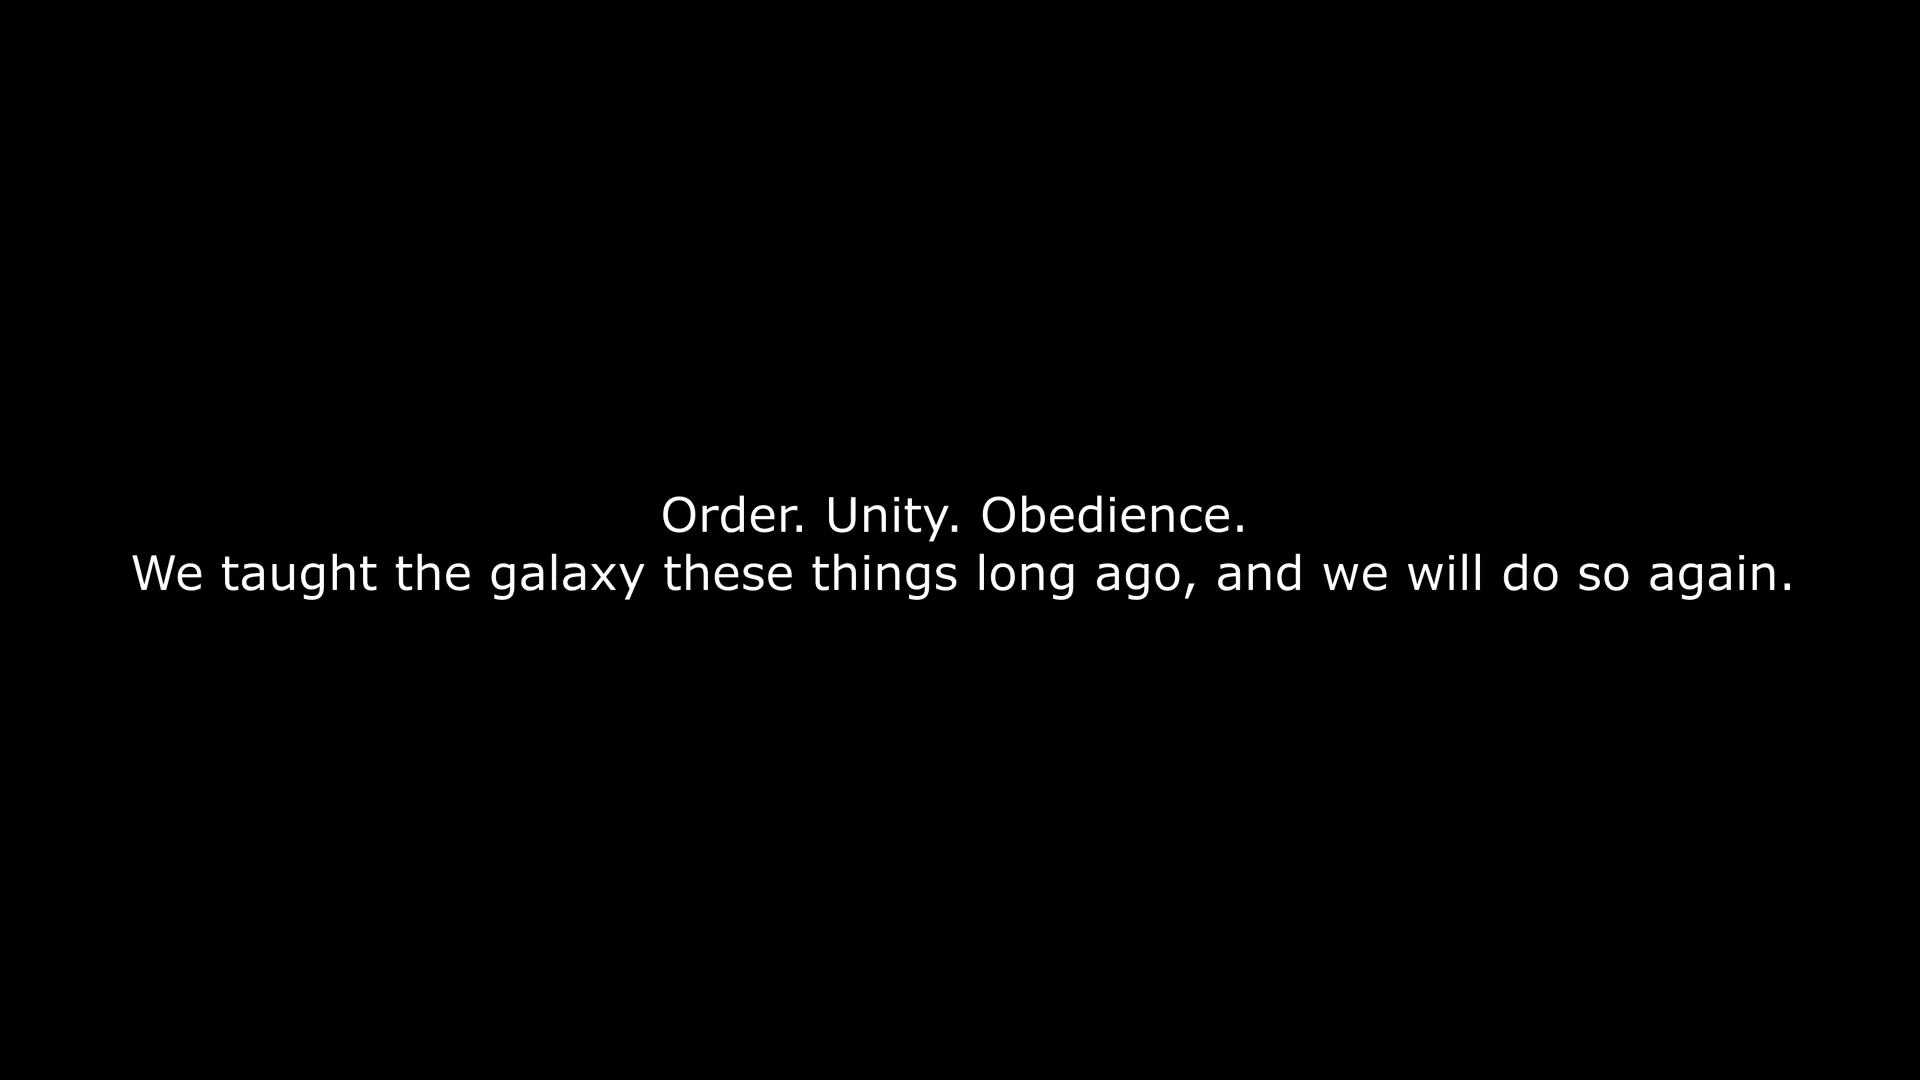 Order. Unity. Obedience.
We taught the galaxy these things long ago, and we will do so again.